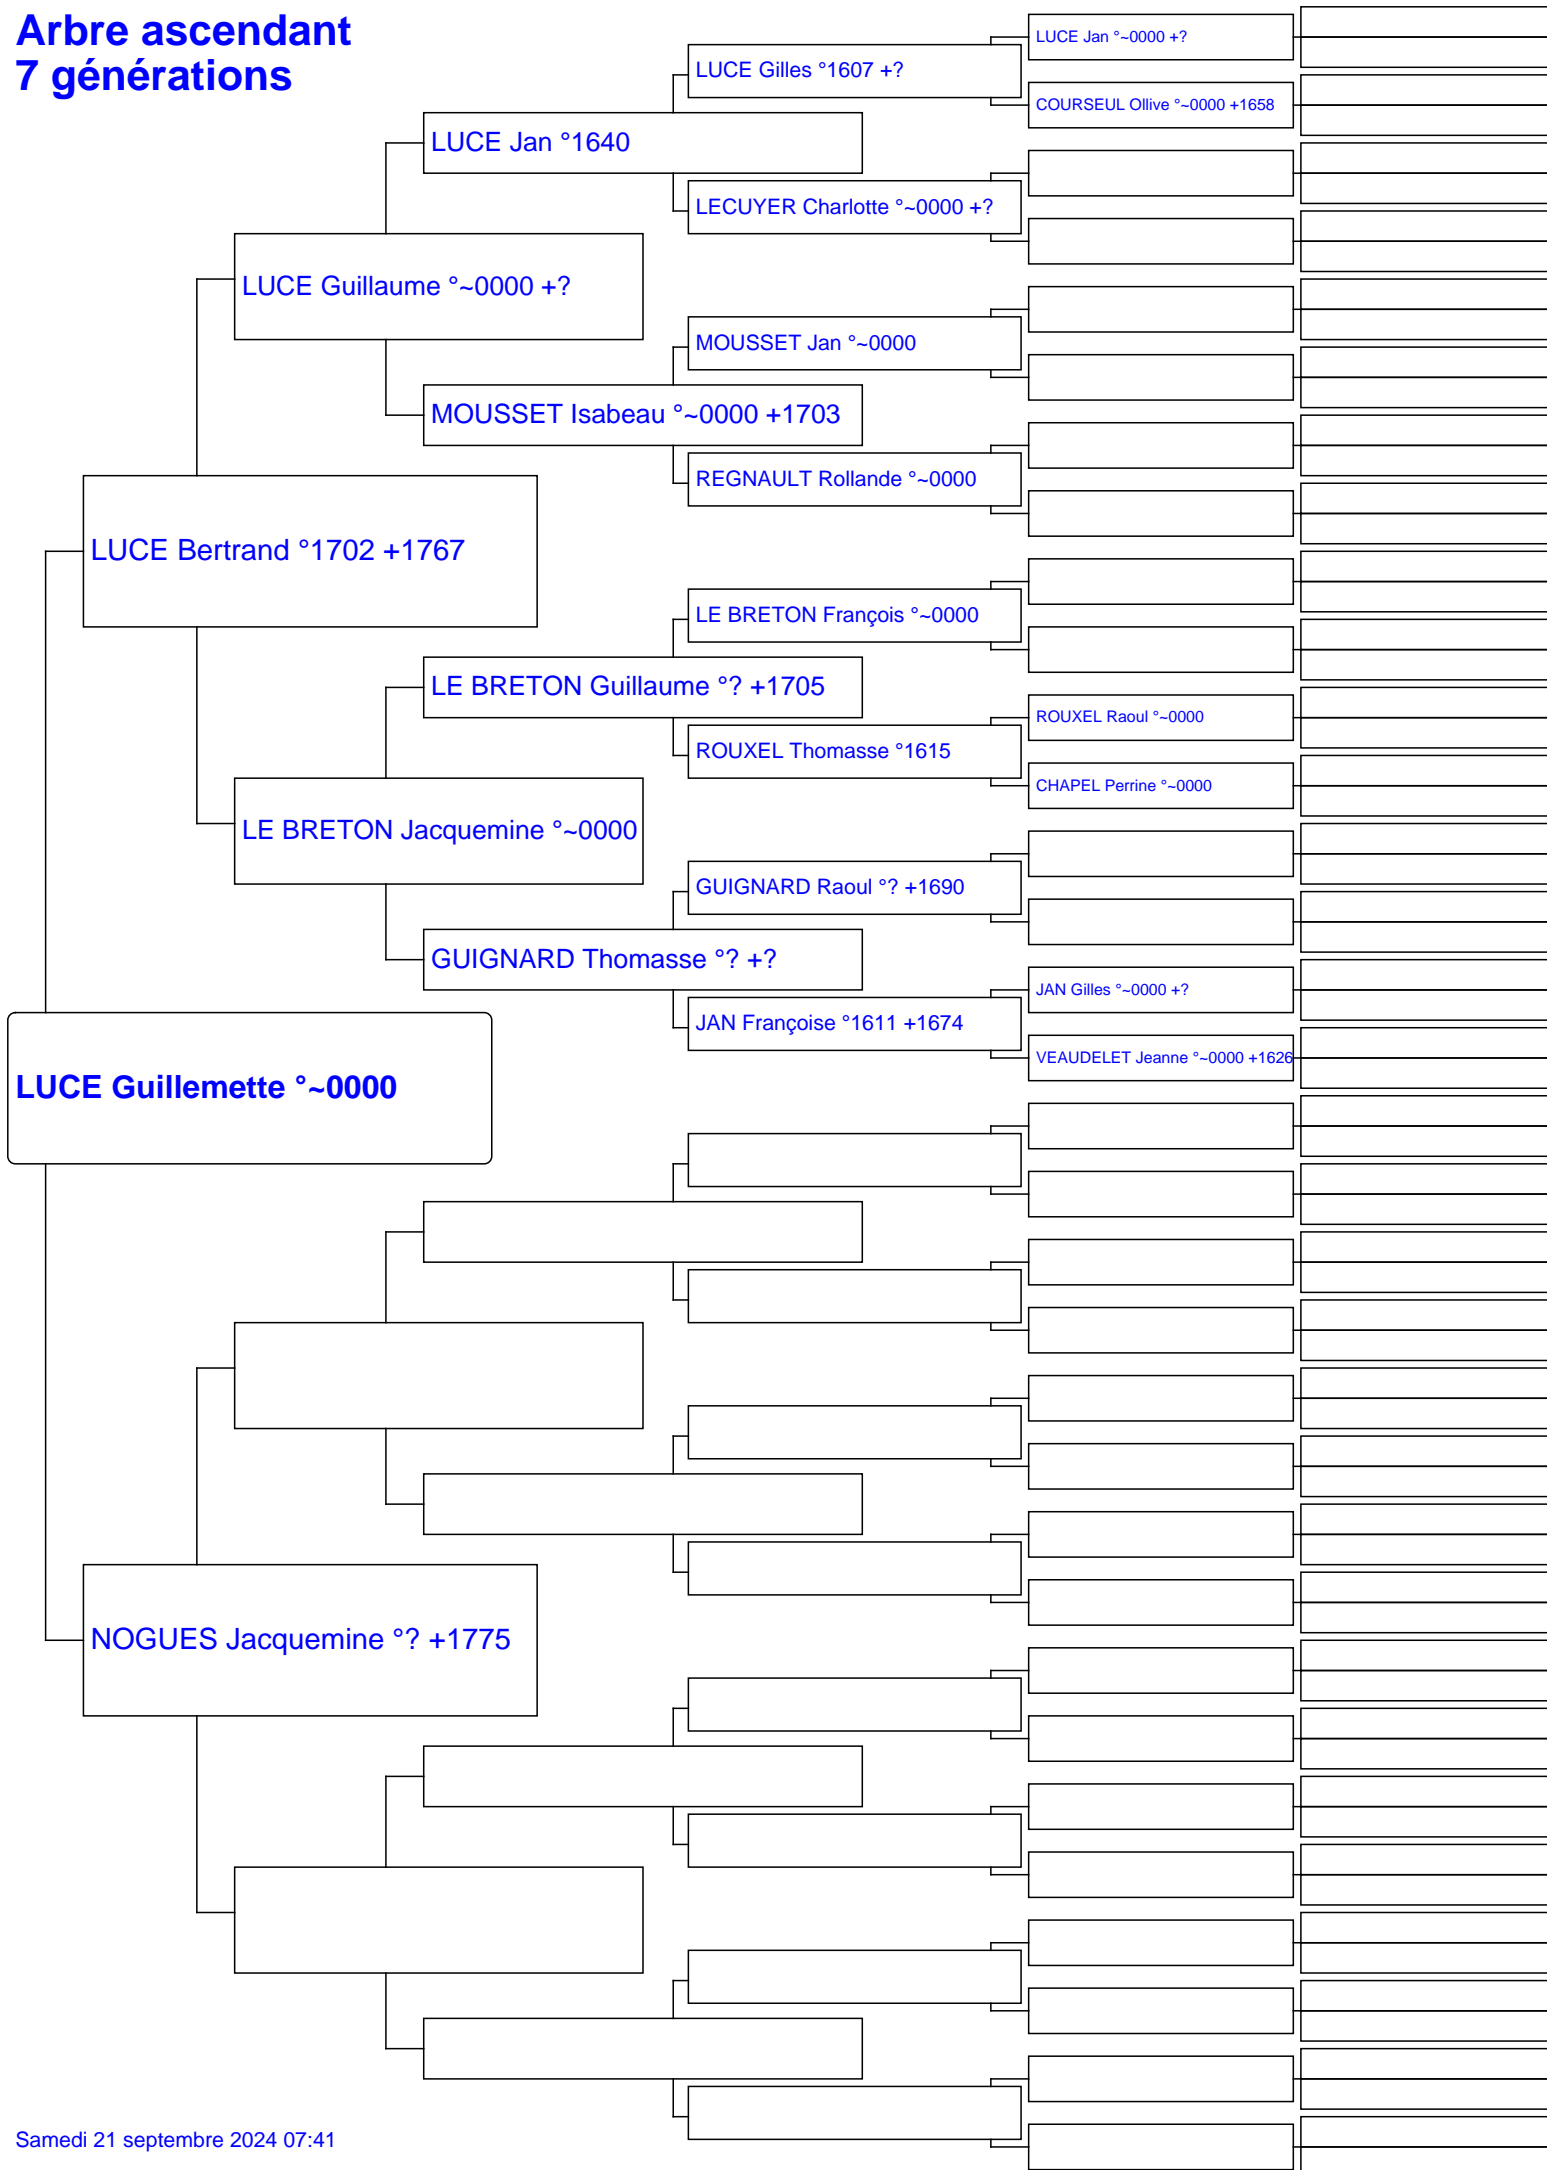 Arbre ascendant
7 générations
LUCE Jan °~0000 +?
LUCE Gilles °1607 +?
COURSEUL Ollive °~0000 +1658
LUCE Jan °1640
LECUYER Charlotte °~0000 +?
LUCE Guillaume °~0000 +?
MOUSSET Jan °~0000
MOUSSET Isabeau °~0000 +1703
REGNAULT Rollande °~0000
LUCE Bertrand °1702 +1767
LE BRETON François °~0000
LE BRETON Guillaume °? +1705
ROUXEL Raoul °~0000
ROUXEL Thomasse °1615
CHAPEL Perrine °~0000
LE BRETON Jacquemine °~0000
GUIGNARD Raoul °? +1690
GUIGNARD Thomasse °? +?
JAN Gilles °~0000 +?
JAN Françoise °1611 +1674
VEAUDELET Jeanne °~0000 +1626
LUCE Guillemette °~0000
NOGUES Jacquemine °? +1775
Samedi 21 septembre 2024 07:41